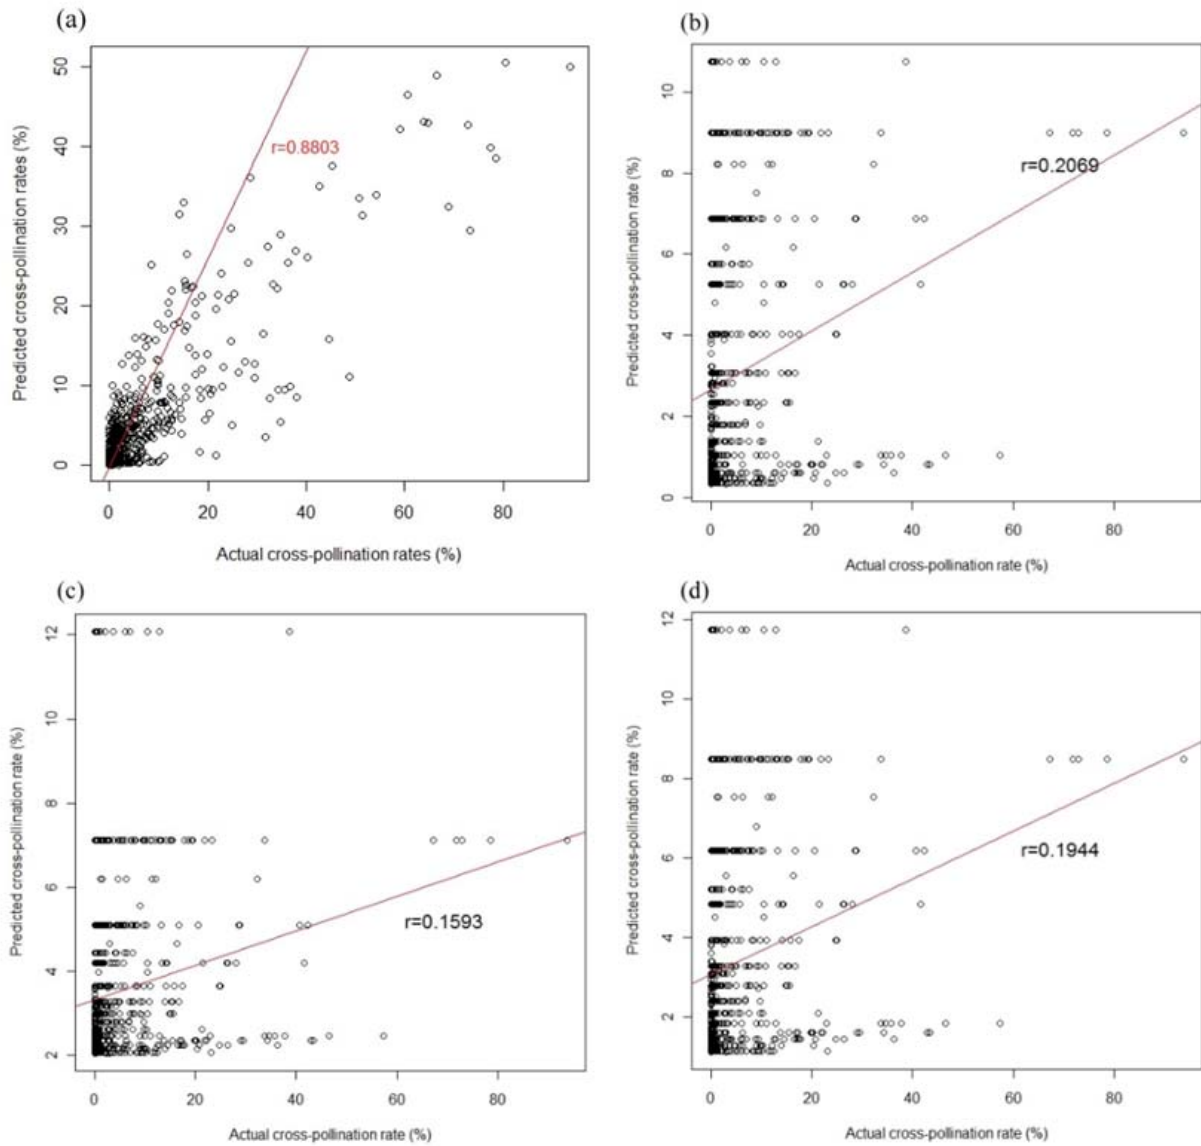 (a)
50
40
30
20
10
0
Predicted cross-pollination rates (%)
r=0.8803
0 20 40 60 80
Actual cross-pollination rates (%)
(b)
10
8
6
4
2
0
Predicted cross-pollination rate (%)
r=0.2069
0 20 40 60 80
Actual cross-pollination rate (%)
(c)
12
10
8
6
4
2
Predicted cross-pollination rate (%)
r=0.1593
0 20 40 60 80
Actual cross-pollination rate (%)
(d)
12
10
8
6
4
2
Predicted cross-pollination rate (%)
r=0.1944
0 20 40 60 80
Actual cross-pollination rate (%)